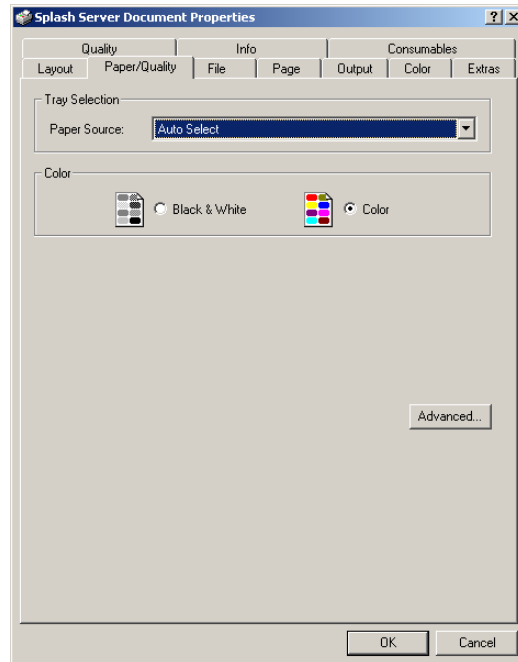 Splash Server Document Properties
Quality Info Consumables
Layout Paper/Quality File Page Output Color Extras
Tray Selection
Paper Source: Auto Select
Color
Black & White Color
Advanced...
OK Cancel